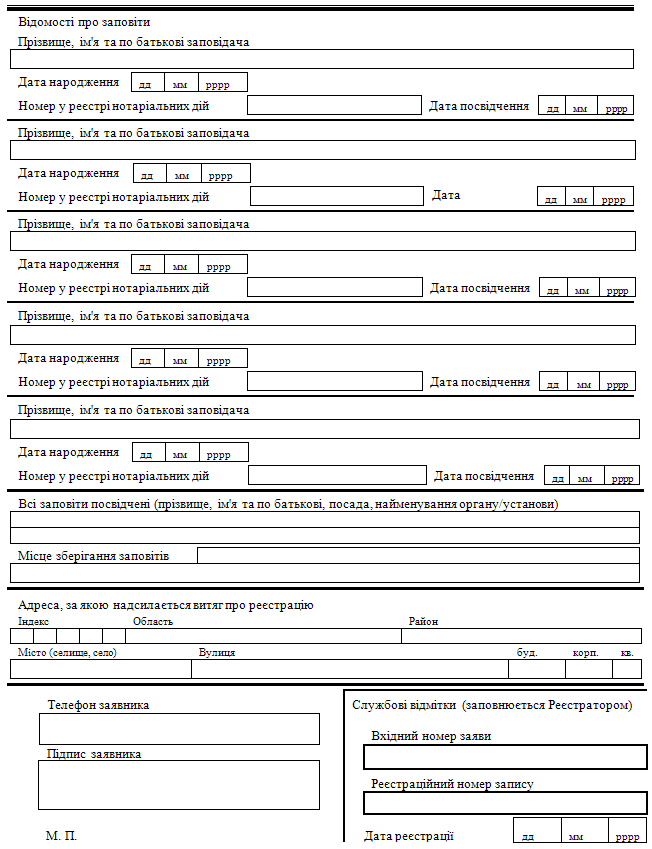 Відомості про заповіти
Прізвище, ім'я та по батькові заповідача
Дата народження дд мм рррр
Номер у реєстрі нотаріальних дій Дата посвідчення дд мм рррр
Прізвище, ім'я та по батькові заповідача
Дата народження дд мм рррр
Номер у реєстрі нотаріальних дій Дата дд мм рррр
Прізвище, ім'я та по батькові заповідача
Дата народження дд мм рррр
Номер у реєстрі нотаріальних дій Дата посвідчення дд мм рррр
Прізвище, ім'я та по батькові заповідача
Дата народження дд мм рррр
Номер у реєстрі нотаріальних дій Дата посвідчення дд мм рррр
Прізвище, ім'я та по батькові заповідача
Дата народження дд мм рррр
Номер у реєстрі нотаріальних дій Дата посвідчення дд мм рррр
Всі заповіти посвідчені (прізвище, ім'я та по батькові, посада, найменування органу/установи)
Місце зберігання заповітів
Адреса, за якою надсилається витяг про реєстрацію
Індекс Область Район
Місто (селище, село) Вулиця буд. корп. кв.
Телефон заявника
Підпис заявника
М. П.
Службові відмітки (заповнюється Реєстратором)
Вхідний номер заяви
Реєстраційний номер запису
Дата реєстрації дд мм рррр